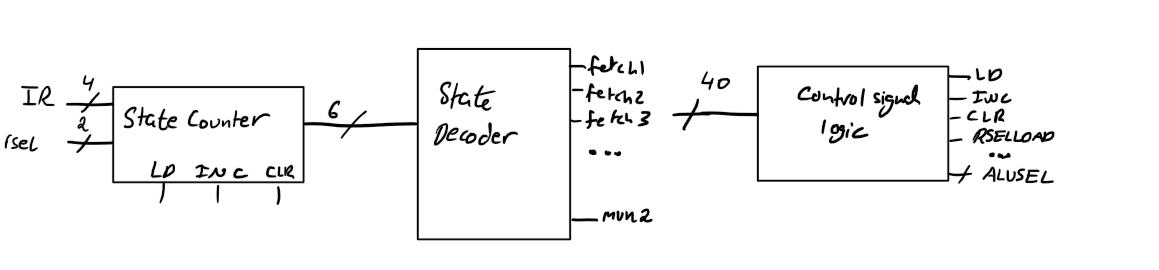 IR
4
rsel
2
State Counter
LD INC CLR
6
State
Decoder
fetch1
fetch2
fetch3
...
mvn2
40
Control signal
logic
LD
INC
CLR
RSELLOAD
...
ALUSEL